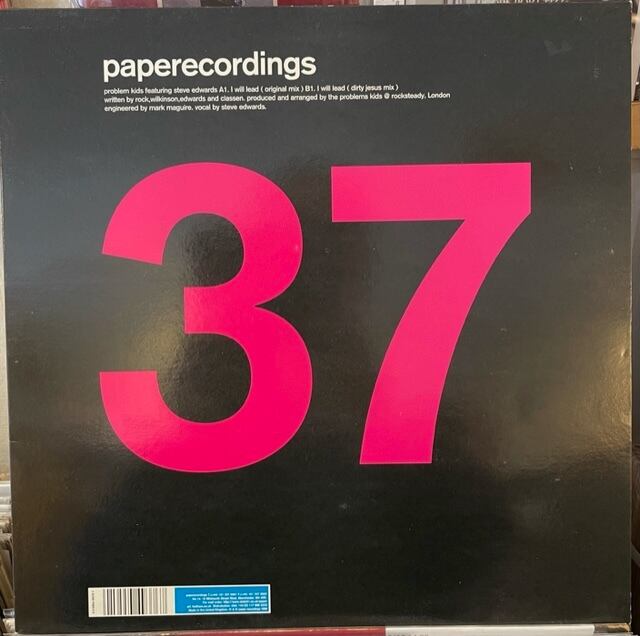 paperecordings
problem kids featuring steve edwards A1. I will lead ( original mix ) B1. I will lead ( dirty jesus mix )
written by rock,wilkinson,edwards and classen. produced and arranged by the problems kids @ rocksteady. London
engineered by mark maguire. vocal by steve edwards.
37